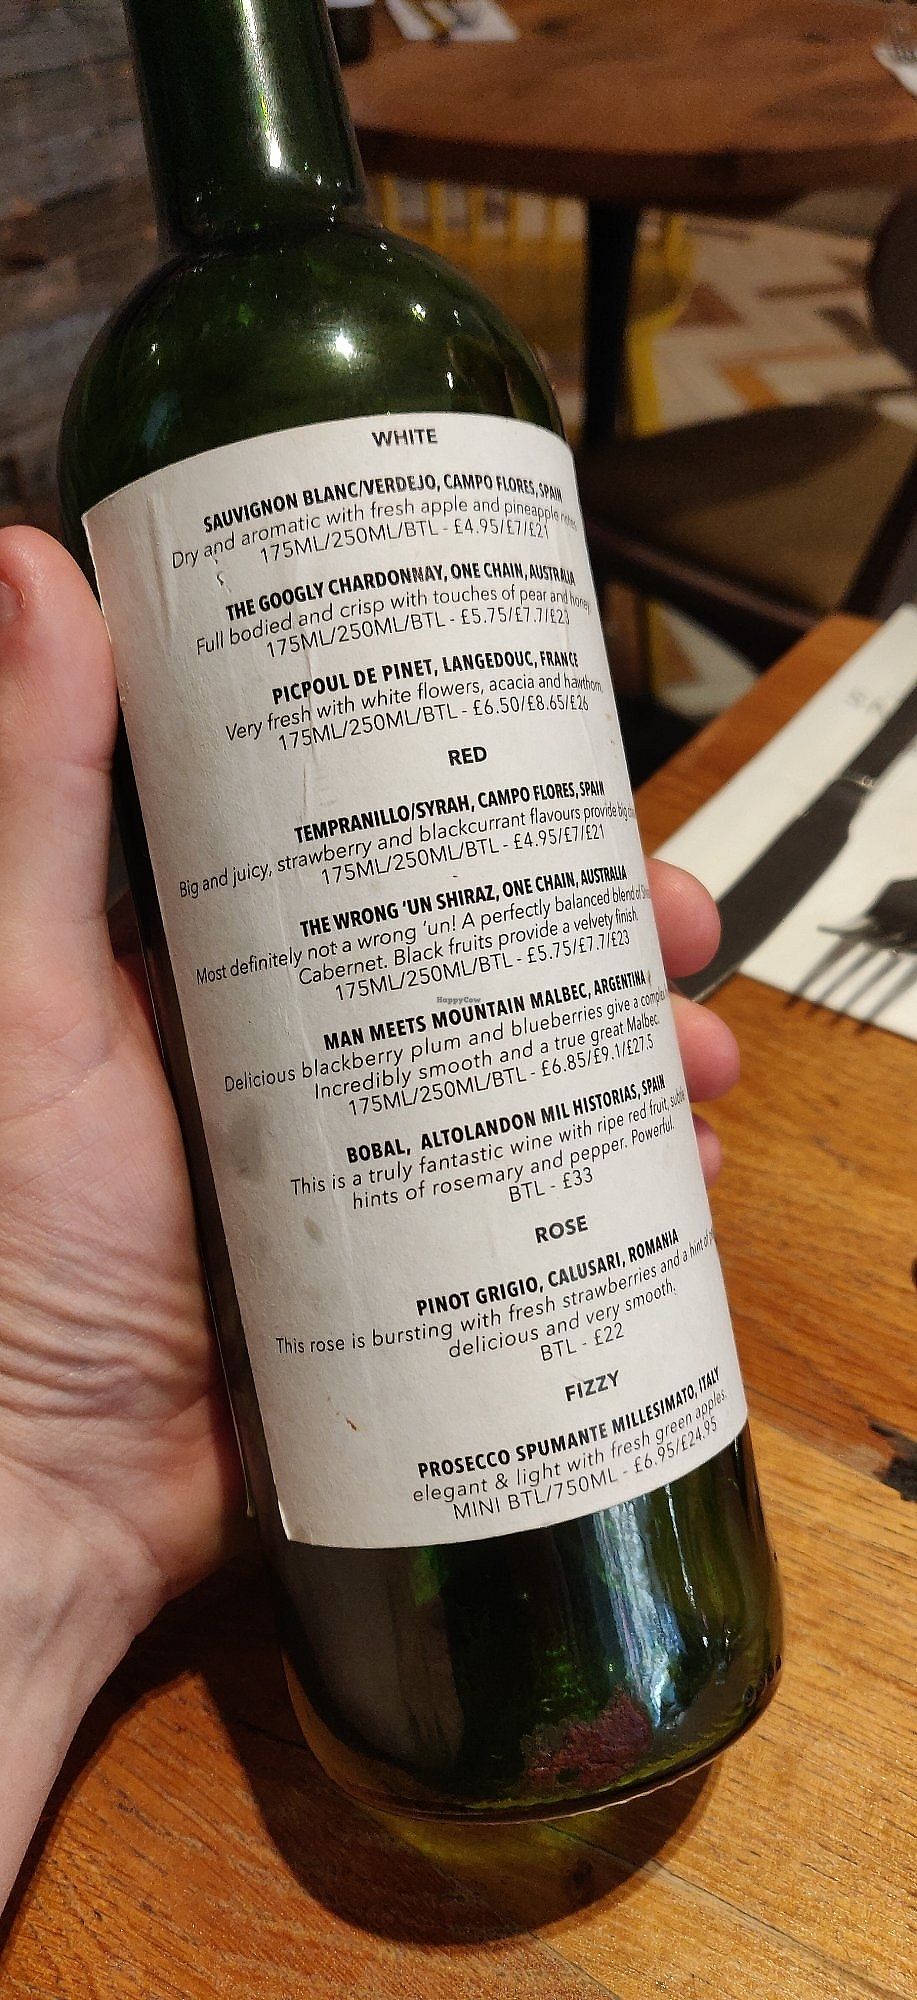 WHITE
SAUVIGNON BLANC/VERDEJO, CAMPO FLORES, SPAIN
Dry and aromatic with fresh apple and pineapple
175ML/250ML/BTL - £4.95/£7/£21
THE GOOGLY CHARDONNAY, ONE CHAIN, AUSTRALIA
Full bodied and crisp with touches of pear and honey
175ML/250ML/BTL - £5.75/£7.7/£23
PICPOUL DE PINET, LANGEDOUC, FRANCE
Very fresh with white flowers, acacia and hawthorn.
175ML/250ML/BTL - £6.50/£8.65/£26
RED
TEMPRANILLO/SYRAH, CAMPO FLORES, SPAIN
Big and juicy, strawberry and blackcurrant flavours provide big
175ML/250ML/BTL - £4.95/£7/£21
THE WRONG 'UN SHIRAZ, ONE CHAIN, AUSTRALIA
Most definitely not a wrong 'un! A perfectly balanced blend of
Cabernet. Black fruits provide a velvety finish.
175ML/250ML/BTL - £5.75/£7.7/£23
HappyCow
MAN MEETS MOUNTAIN MALBEC, ARGENTINA
Delicious blackberry plum and blueberries give a complex
Incredibly smooth and a true great Malbec.
175ML/250ML/BTL - £6.85/£9.1/£27.5
BOBAL, ALTOLANDON MIL HISTORIAS, SPAIN
This is a truly fantastic wine with ripe red fruit, subtle
hints of rosemary and pepper. Powerful.
BTL - £33
ROSE
PINOT GRIGIO, CALUSARI, ROMANIA
This rose is bursting with fresh strawberries and a hint of
delicious and very smooth.
BTL - £22
FIZZY
PROSECCO SPUMANTE MILLESIMATO, ITALY
elegant & light with fresh green apples.
MINI BTL/750ML - £6.95/£24.95